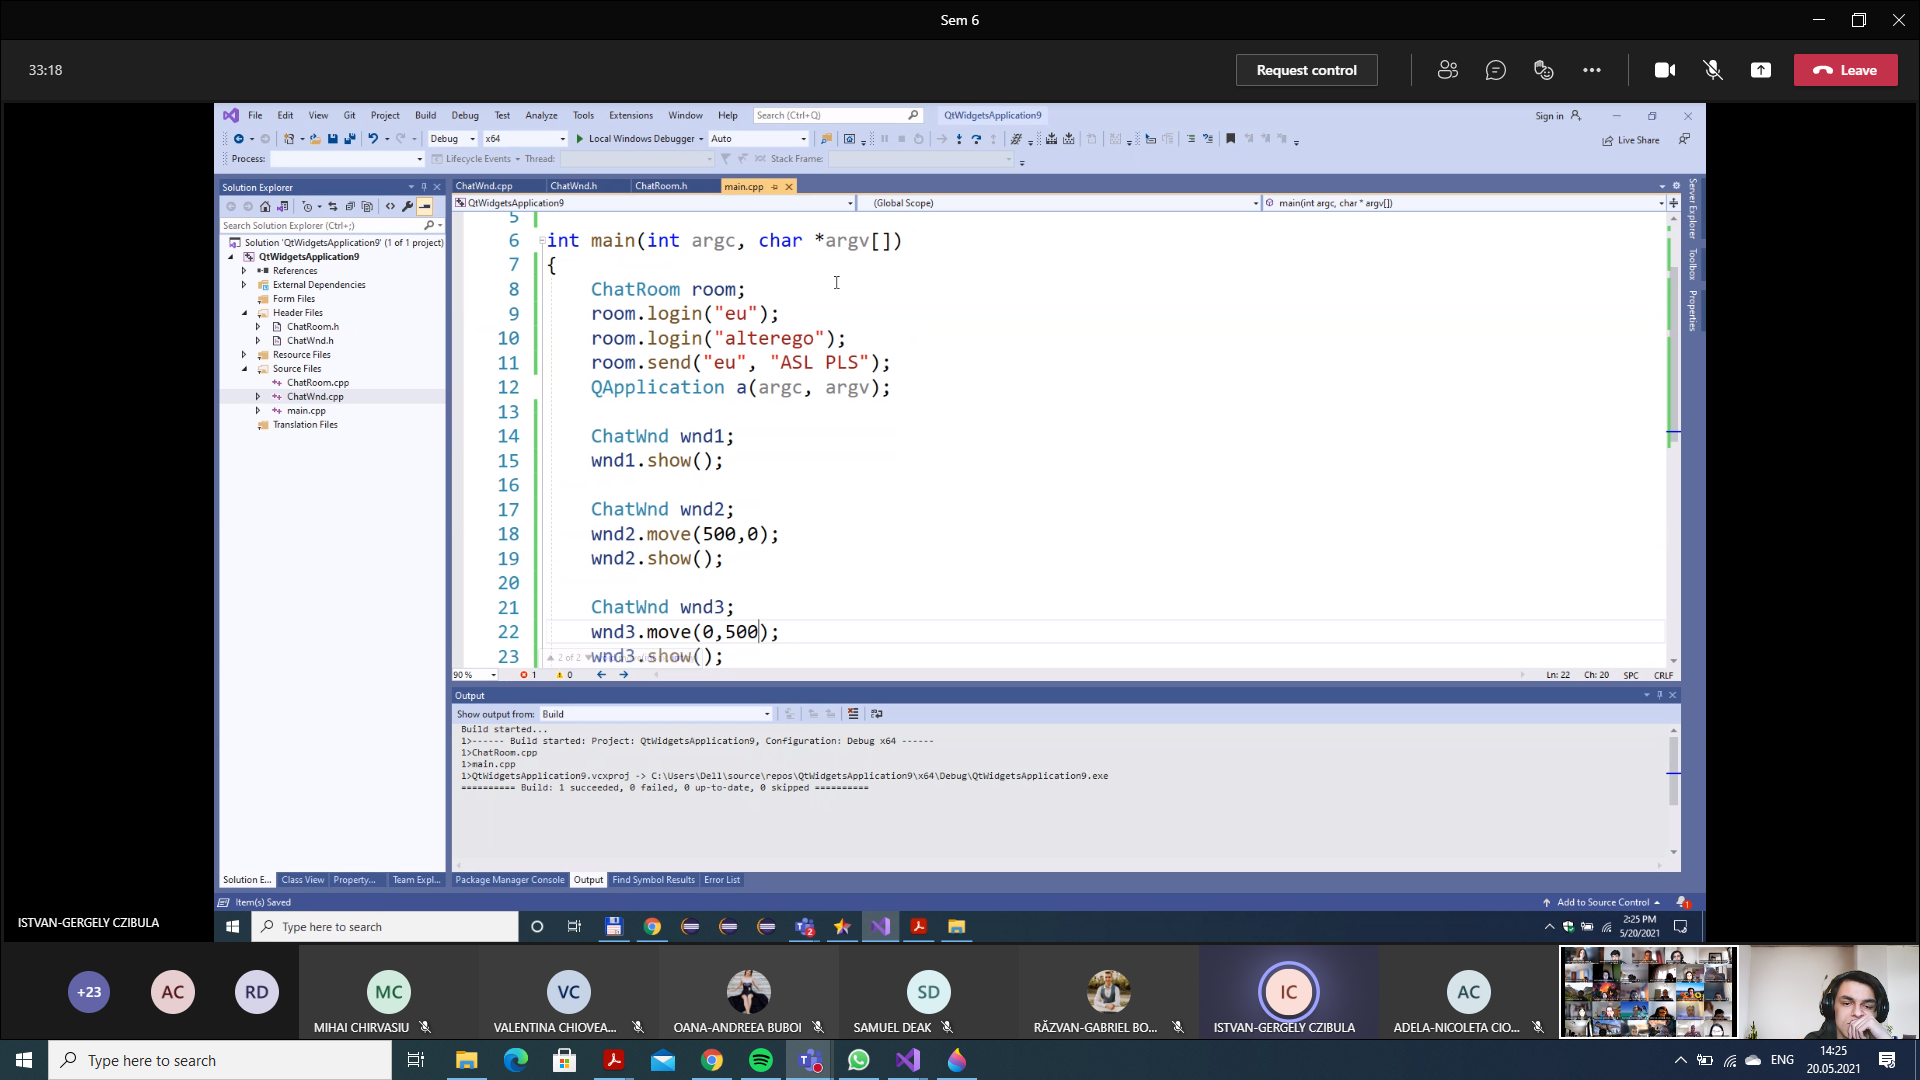 Sem 6
33:18
Request control
Leave
File Edit View Git Project Build Debug Test Analyze Tools Extensions Window Help Search (Ctrl+Q) QtWidgetsApplication9 Sign in
Debug x64 Local Windows Debugger Auto Live Share
Process: Lifecycle Events Thread: Stack Frame:
Solution Explorer
Search Solution Explorer (Ctrl+;)
Solution 'QtWidgetsApplication9' (1 of 1 project)
QtWidgetsApplication9
References
External Dependencies
Form Files
Header Files
ChatRoom.h
ChatWnd.h
Resource Files
Source Files
ChatRoom.cpp
ChatWnd.cpp
main.cpp
Translation Files
ChatWnd.cpp ChatWnd.h ChatRoom.h main.cpp
QtWidgetsApplication9 (Global Scope) main(int argc, char * argv[])
5
6 int main(int argc, char *argv[])
7 {
8 ChatRoom room;
9 room.login("eu");
10 room.login("alterego");
11 room.send("eu", "ASL PLS");
12 QApplication a(argc, argv);
13
14 ChatWnd wnd1;
15 wnd1.show();
16
17 ChatWnd wnd2;
18 wnd2.move(500,0);
19 wnd2.show();
20
21 ChatWnd wnd3;
22 wnd3.move(0,500);
23 wnd3.show();
2 of 2
90 % 1 0 Ln: 22 Ch: 20 SPC CRLF
Server Explorer
Toolbox
Properties
Output
Show output from: Build
Build started...
1>------ Build started: Project: QtWidgetsApplication9, Configuration: Debug x64 ------
1>ChatRoom.cpp
1>main.cpp
1>QtWidgetsApplication9.vcxproj -> C:\Users\Dell\source\repos\QtWidgetsApplication9\x64\Debug\QtWidgetsApplication9.exe
========== Build: 1 succeeded, 0 failed, 0 up-to-date, 0 skipped ==========
Solution E... Class View Property... Team Expl... Package Manager Console Output Find Symbol Results Error List
Item(s) Saved Add to Source Control 1
ISTVAN-GERGELY CZIBULA
Type here to search
2:25 PM
5/20/2021
+23 AC RD MC VC SD IC AC
MIHAI CHIRVASIU VALENTINA CHIOVEA... OANA-ANDREEA BUBOI SAMUEL DEAK RĂZVAN-GABRIEL BO... ISTVAN-GERGELY CZIBULA ADELA-NICOLETA CIO...
Type here to search
ENG
14:25
20.05.2021